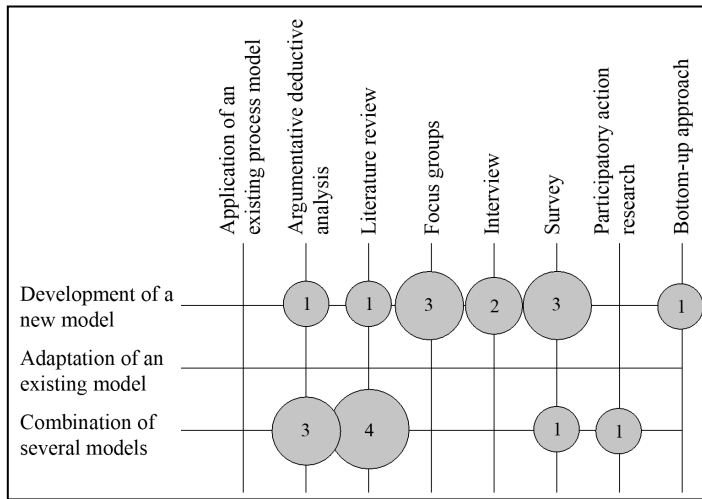 Application of an
existing process model
Argumentative deductive
analysis
Literature review
Focus groups
Interview
Survey
Participatory action
research
Bottom-up approach
Development of a
new model
1
1
3
2
3
1
Adaptation of an
existing model
Combination of
several models
3
4
1
1